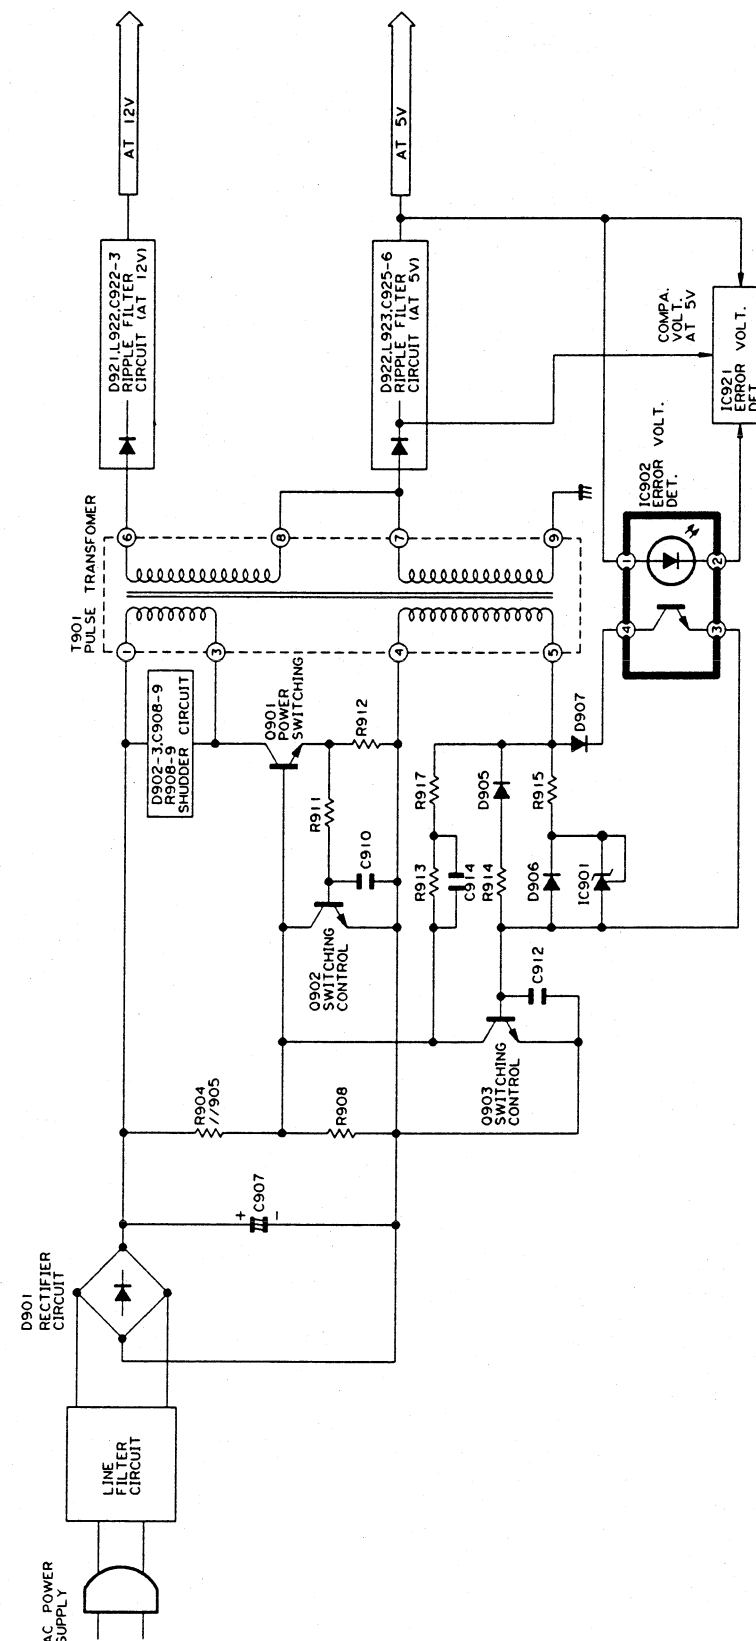 AC POWER
SUPPLY
LINE
FILTER
CIRCUIT
D901
RECTIFIER
CIRCUIT
+
C907
-
R904
//905
R908
Q902
SWITCHING
CONTROL
Q903
SWITCHING
CONTROL
C912
R911
C910
R912
Q901
POWER
SWITCHING
D902-3,C908-9
R908-9
SHUDDER CIRCUIT
R917
R913
C914
D905
R914
R915
D906
IC901
D907
T901
PULSE TRANSFOMER
1
3
4
5
6
8
7
9
D921,L922,C922-3
RIPPLE FILTER
CIRCUIT (AT 12V)
AT 12V
D922,L923,C925-6
RIPPLE FILTER
CIRCUIT (AT 5V)
AT 5V
IC902
ERROR VOLT.
DET.
1
2
4
3
COMPA.
VOLT.
AT 5V
IC921
ERROR VOLT.
DET.